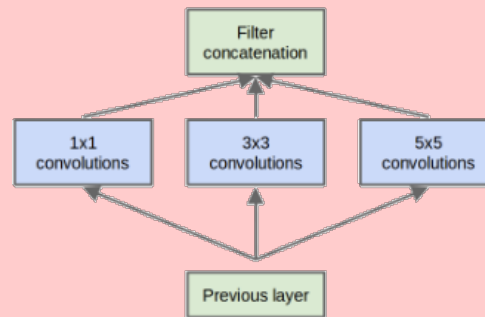 Filter
concatenation
1x1
convolutions
3x3
convolutions
5x5
convolutions
Previous layer